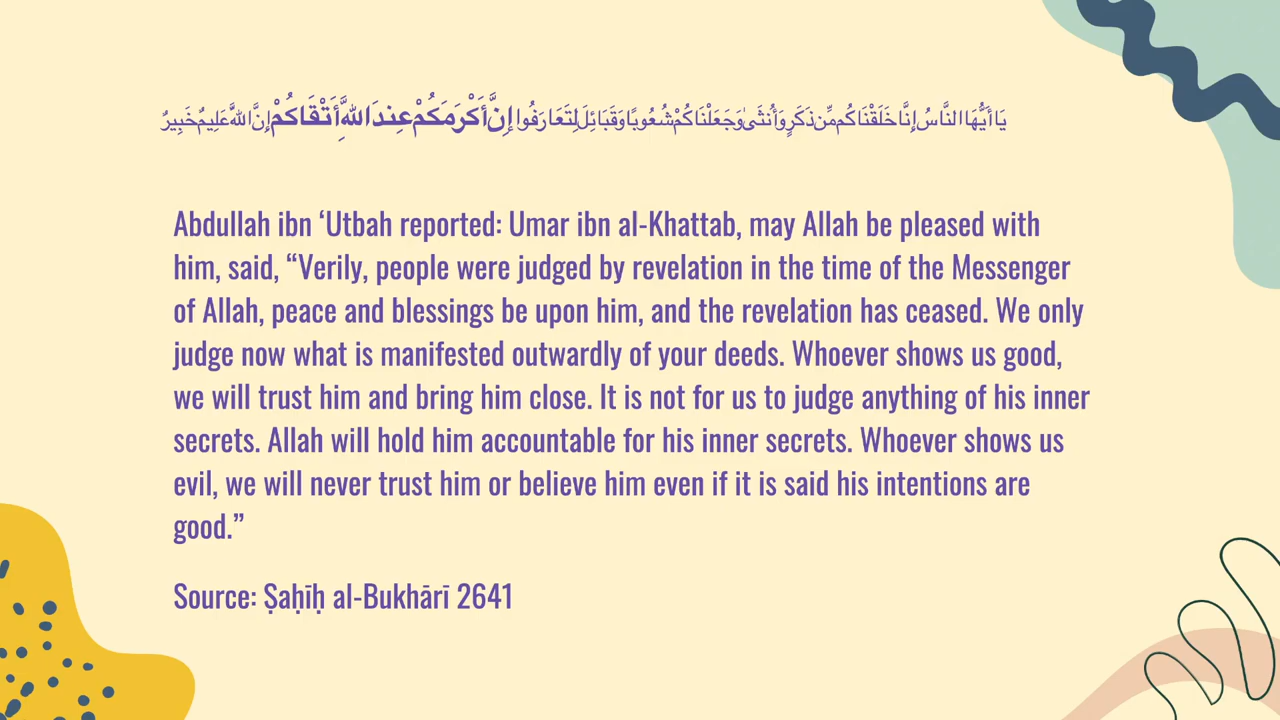 يَا أَيُّهَا النَّاسُ إِنَّا خَلَقْنَاكُم مِّن ذَكَرٍ وَأُنثَىٰ وَجَعَلْنَاكُمْ شُعُوبًا وَقَبَائِلَ لِتَعَارَفُوا إِنَّ أَكْرَمَكُمْ عِندَ اللَّهِ أَتْقَاكُمْ إِنَّ اللَّهَ عَلِيمٌ خَبِيرٌ
Abdullah ibn ‘Utbah reported: Umar ibn al-Khattab, may Allah be pleased with
him, said, “Verily, people were judged by revelation in the time of the Messenger
of Allah, peace and blessings be upon him, and the revelation has ceased. We only
judge now what is manifested outwardly of your deeds. Whoever shows us good,
we will trust him and bring him close. It is not for us to judge anything of his inner
secrets. Allah will hold him accountable for his inner secrets. Whoever shows us
evil, we will never trust him or believe him even if it is said his intentions are
good.”
Source: Ṣaḥīḥ al-Bukhārī 2641